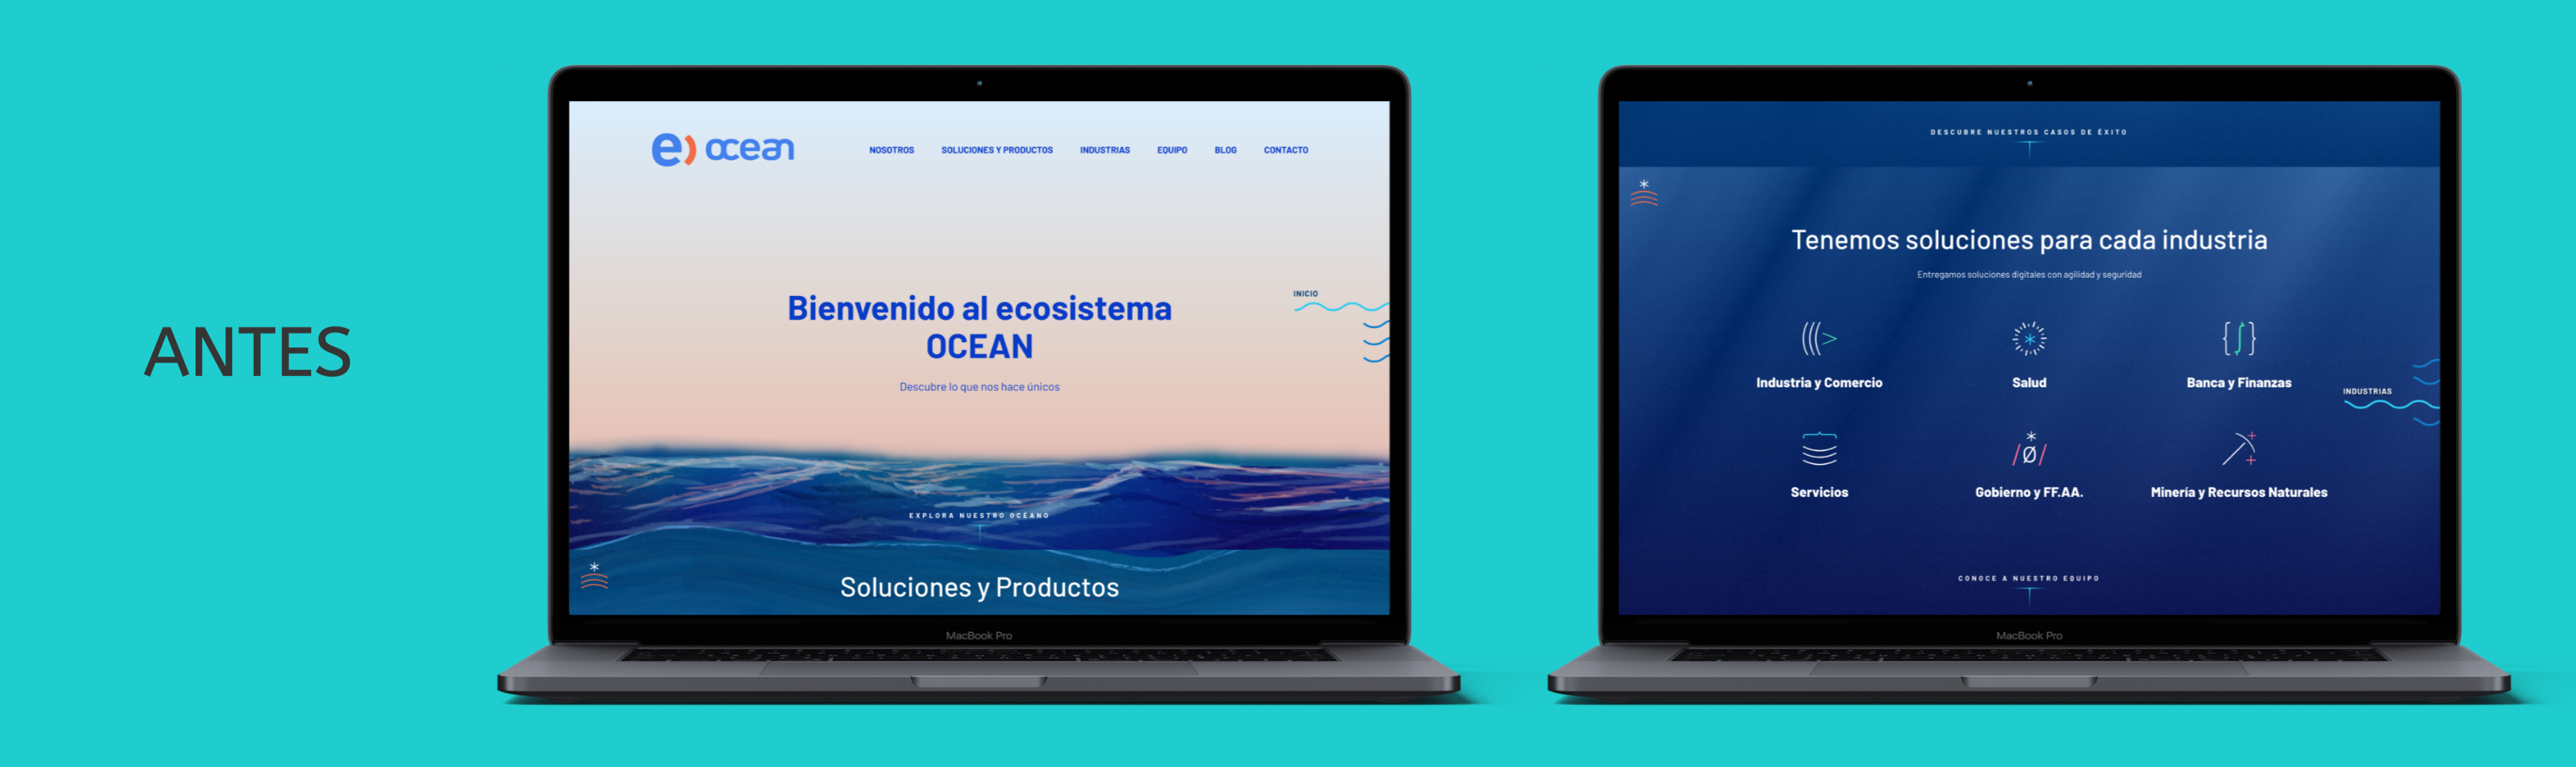 ANTES
e) ocean
NOSOTROS SOLUCIONES Y PRODUCTOS INDUSTRIAS EQUIPO BLOG CONTACTO
INICIO
Bienvenido al ecosistema
OCEAN
Descubre lo que nos hace únicos
EXPLORA NUESTRO OCÉANO
Soluciones y Productos
MacBook Pro
DESCUBRE NUESTROS CASOS DE ÉXITO
Tenemos soluciones para cada industria
Entregamos soluciones digitales con agilidad y seguridad
Industria y Comercio
Salud
Banca y Finanzas
INDUSTRIAS
Servicios
Gobierno y FF.AA.
Minería y Recursos Naturales
CONOCE A NUESTRO EQUIPO
MacBook Pro